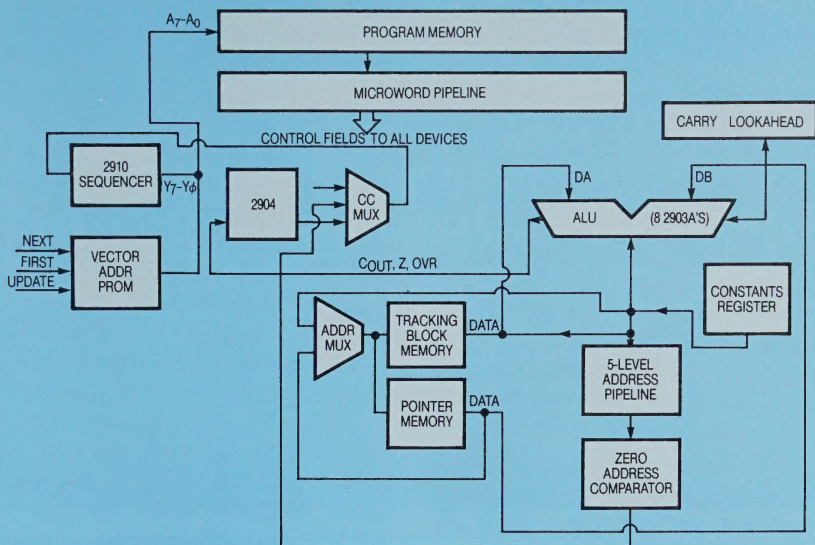 A7–A0
PROGRAM MEMORY
MICROWORD PIPELINE
CONTROL FIELDS TO ALL DEVICES
CARRY LOOKAHEAD
2910
SEQUENCER
Y7–Yϕ
2904
CC
MUX
DA
DB
ALU
(8 2903A'S)
NEXT
FIRST
UPDATE
VECTOR
ADDR
PROM
COUT, Z, OVR
CONSTANTS
REGISTER
ADDR
MUX
TRACKING
BLOCK
MEMORY
DATA
5-LEVEL
ADDRESS
PIPELINE
POINTER
MEMORY
DATA
ZERO
ADDRESS
COMPARATOR